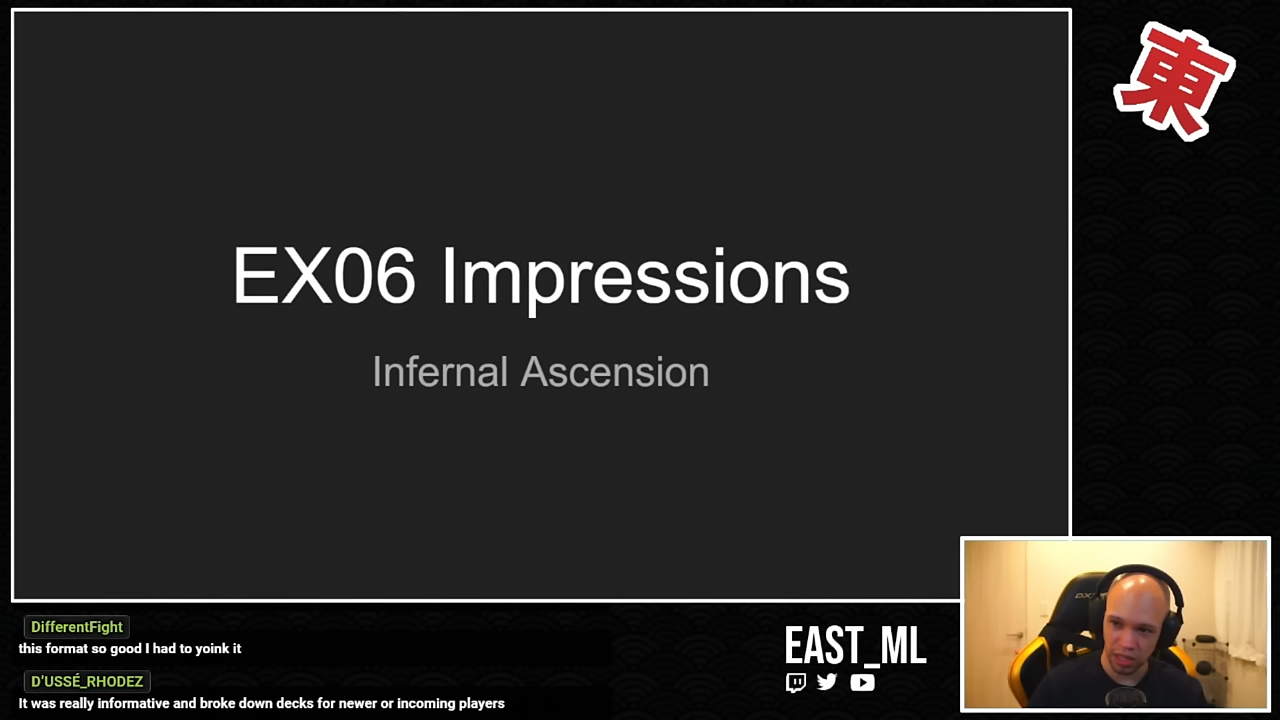 東
EX06 Impressions
Infernal Ascension
DifferentFight
this format so good I had to yoink it
D'USSÉ_RHODEZ
It was really informative and broke down decks for newer or incoming players
EAST_ML